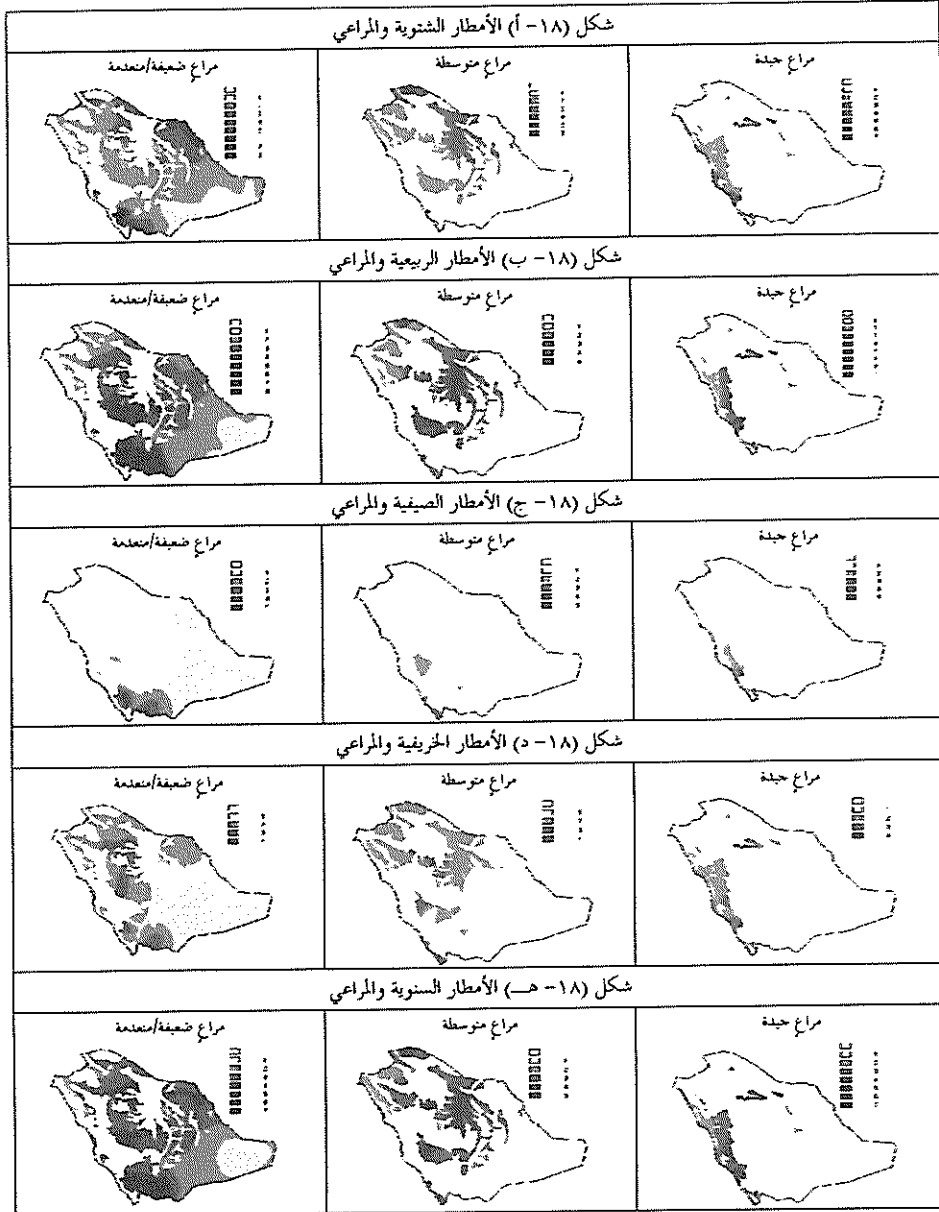 شكل (١٨- أ) الأمطار الشتوية والمراعي
مراعٍ جيدة
مراعٍ متوسطة
مراعٍ ضعيفة/منعدمة
شكل (١٨- ب) الأمطار الربيعية والمراعي
مراعٍ جيدة
مراعٍ متوسطة
مراعٍ ضعيفة/منعدمة
شكل (١٨- ج) الأمطار الصيفية والمراعي
مراعٍ جيدة
مراعٍ متوسطة
مراعٍ ضعيفة/منعدمة
شكل (١٨- د) الأمطار الخريفية والمراعي
مراعٍ جيدة
مراعٍ متوسطة
مراعٍ ضعيفة/منعدمة
شكل (١٨- هـــ) الأمطار السنوية والمراعي
مراعٍ جيدة
مراعٍ متوسطة
مراعٍ ضعيفة/منعدمة